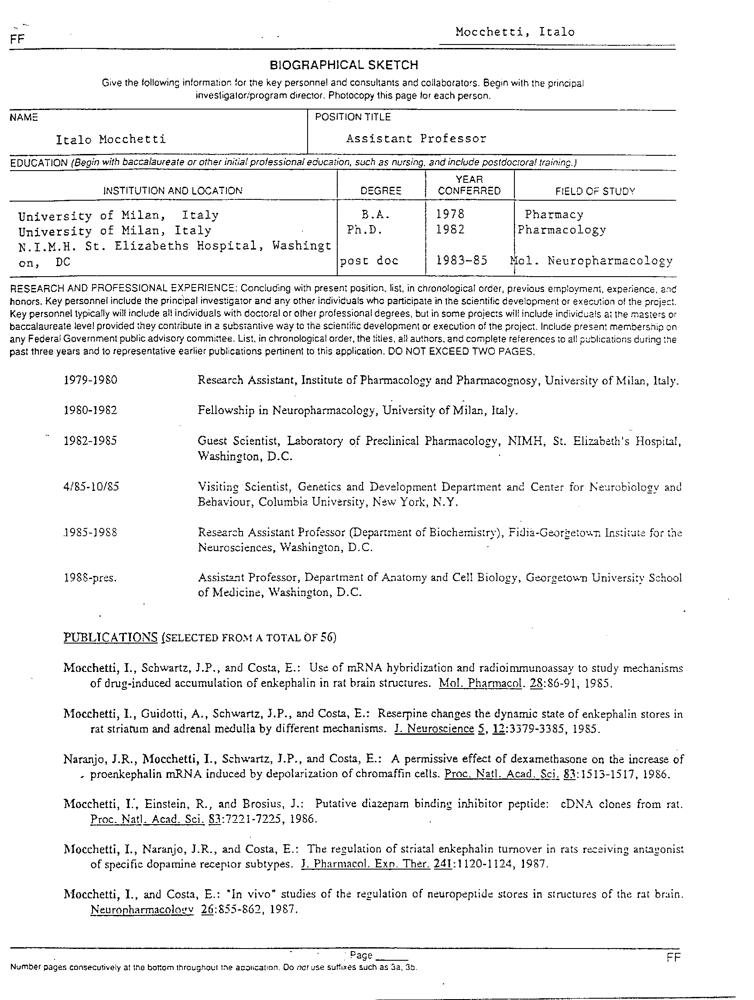 Mocchetti, Italo
FF
BIOGRAPHICAL SKETCH
Give the following information for the key personnel and consultants and collaborators. Begin with the principal
investigator/program director. Photocopy this page for each person.
NAME
POSITION TITLE
Italo Mocchetti
Assistant Professor
EDUCATION (Begin with baccalaureate or other initial professional education, such as nursing, and include postdoctoral training.)
INSTITUTION AND LOCATION
DEGREE
YEAR
CONFERRED
FIELD OF STUDY
University of Milan, Italy B.A. 1978 Pharmacy
University of Milan, Italy Ph.D. 1982 Pharmacology
N.I.M.H. St. Elizabeths Hospital, Washingt
on, DC post doc 1983-85 Mol. Neuropharmacology
RESEARCH AND PROFESSIONAL EXPERIENCE: Concluding with present position, list, in chronological order, previous employment, experience, and
honors. Key personnel include the principal investigator and any other individuals who participate in the scientific development or execution of the project.
Key personnel typically will include all individuals with doctoral or other professional degrees, but in some projects will include individuals at the masters or
baccalaureate level provided they contribute in a substantive way to the scientific development or execution of the project. Include present membership on
any Federal Government public advisory committee. List, in chronological order, the titles, all authors, and complete references to all publications during the
past three years and to representative earlier publications pertinent to this application. DO NOT EXCEED TWO PAGES.
1979-1980 Research Assistant, Institute of Pharmacology and Pharmacognosy, University of Milan, Italy.
1980-1982 Fellowship in Neuropharmacology, University of Milan, Italy.
1982-1985 Guest Scientist, Laboratory of Preclinical Pharmacology, NIMH, St. Elizabeth's Hospital,
Washington, D.C.
4/85-10/85 Visiting Scientist, Genetics and Development Department and Center for Neurobiology and
Behaviour, Columbia University, New York, N.Y.
1985-1988 Research Assistant Professor (Department of Biochemistry), Fidia-Georgetown Institute for the
Neurosciences, Washington, D.C.
1988-pres. Assistant Professor, Department of Anatomy and Cell Biology, Georgetown University School
of Medicine, Washington, D.C.
PUBLICATIONS (SELECTED FROM A TOTAL OF 56)
Mocchetti, I., Schwartz, J.P., and Costa, E.: Use of mRNA hybridization and radioimmunoassay to study mechanisms
of drug-induced accumulation of enkephalin in rat brain structures. Mol. Pharmacol. 28:86-91, 1985.
Mocchetti, I., Guidotti, A., Schwartz, J.P., and Costa, E.: Reserpine changes the dynamic state of enkephalin stores in
rat striatum and adrenal medulla by different mechanisms. J. Neuroscience 5, 12:3379-3385, 1985.
Naranjo, J.R., Mocchetti, I., Schwartz, J.P., and Costa, E.: A permissive effect of dexamethasone on the increase of
proenkephalin mRNA induced by depolarization of chromaffin cells. Proc. Natl. Acad. Sci. 83:1513-1517, 1986.
Mocchetti, I., Einstein, R., and Brosius, J.: Putative diazepam binding inhibitor peptide: cDNA clones from rat.
Proc. Natl. Acad. Sci. 83:7221-7225, 1986.
Mocchetti, I., Naranjo, J.R., and Costa, E.: The regulation of striatal enkephalin turnover in rats receiving antagonist
of specific dopamine receptor subtypes. J. Pharmacol. Exp. Ther. 241:1120-1124, 1987.
Mocchetti, I., and Costa, E.: "In vivo" studies of the regulation of neuropeptide stores in structures of the rat brain.
Neuropharmacology 26:855-862, 1987.
Page
FF
Number pages consecutively at the bottom throughout the application. Do not use suffixes such as 3a, 3b.